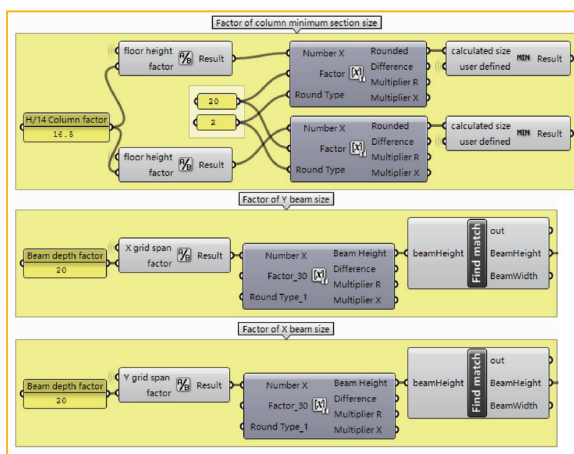 Factor of column minimum section size
floor height
factor
A/B
Result
Number X
Factor
Round Type
[x]
Rounded
Difference
Multiplier R
Multiplier X
calculated size
user defined
MIN
Result
20
2
H/14 Column factor
16.5
floor height
factor
A/B
Result
Number X
Factor
Round Type
[x]
Rounded
Difference
Multiplier R
Multiplier X
calculated size
user defined
MIN
Result
Factor of Y beam size
Beam depth factor
20
X grid span
factor
A/B
Result
Number X
Factor_30
Round Type_1
[x]
Beam Height
Difference
Multiplier R
Multiplier X
beamHeight
Find match
out
BeamHeight
BeamWidth
Factor of X beam size
Beam depth factor
20
Y grid span
factor
A/B
Result
Number X
Factor_30
Round Type_1
[x]
Beam Height
Difference
Multiplier R
Multiplier X
beamHeight
Find match
out
BeamHeight
BeamWidth